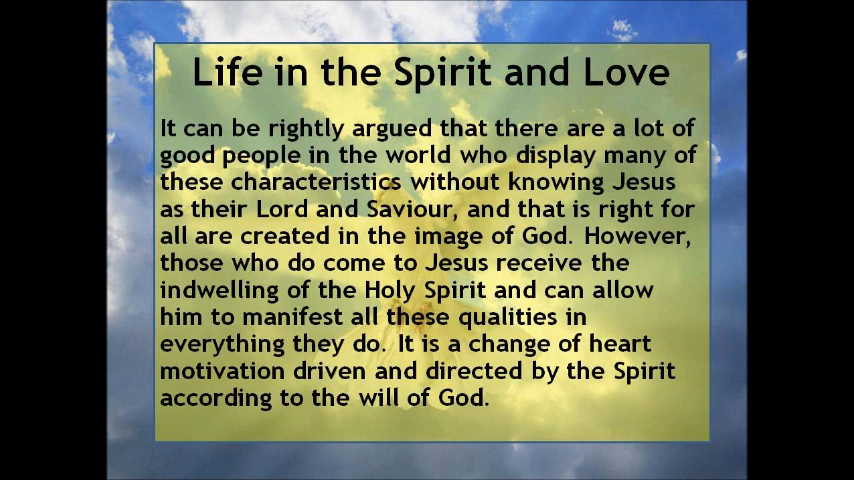 Life in the Spirit and Love
It can be rightly argued that there are a lot of
good people in the world who display many of
these characteristics without knowing Jesus
as their Lord and Saviour, and that is right for
all are created in the image of God. However,
those who do come to Jesus receive the
indwelling of the Holy Spirit and can allow
him to manifest all these qualities in
everything they do. It is a change of heart
motivation driven and directed by the Spirit
according to the will of God.